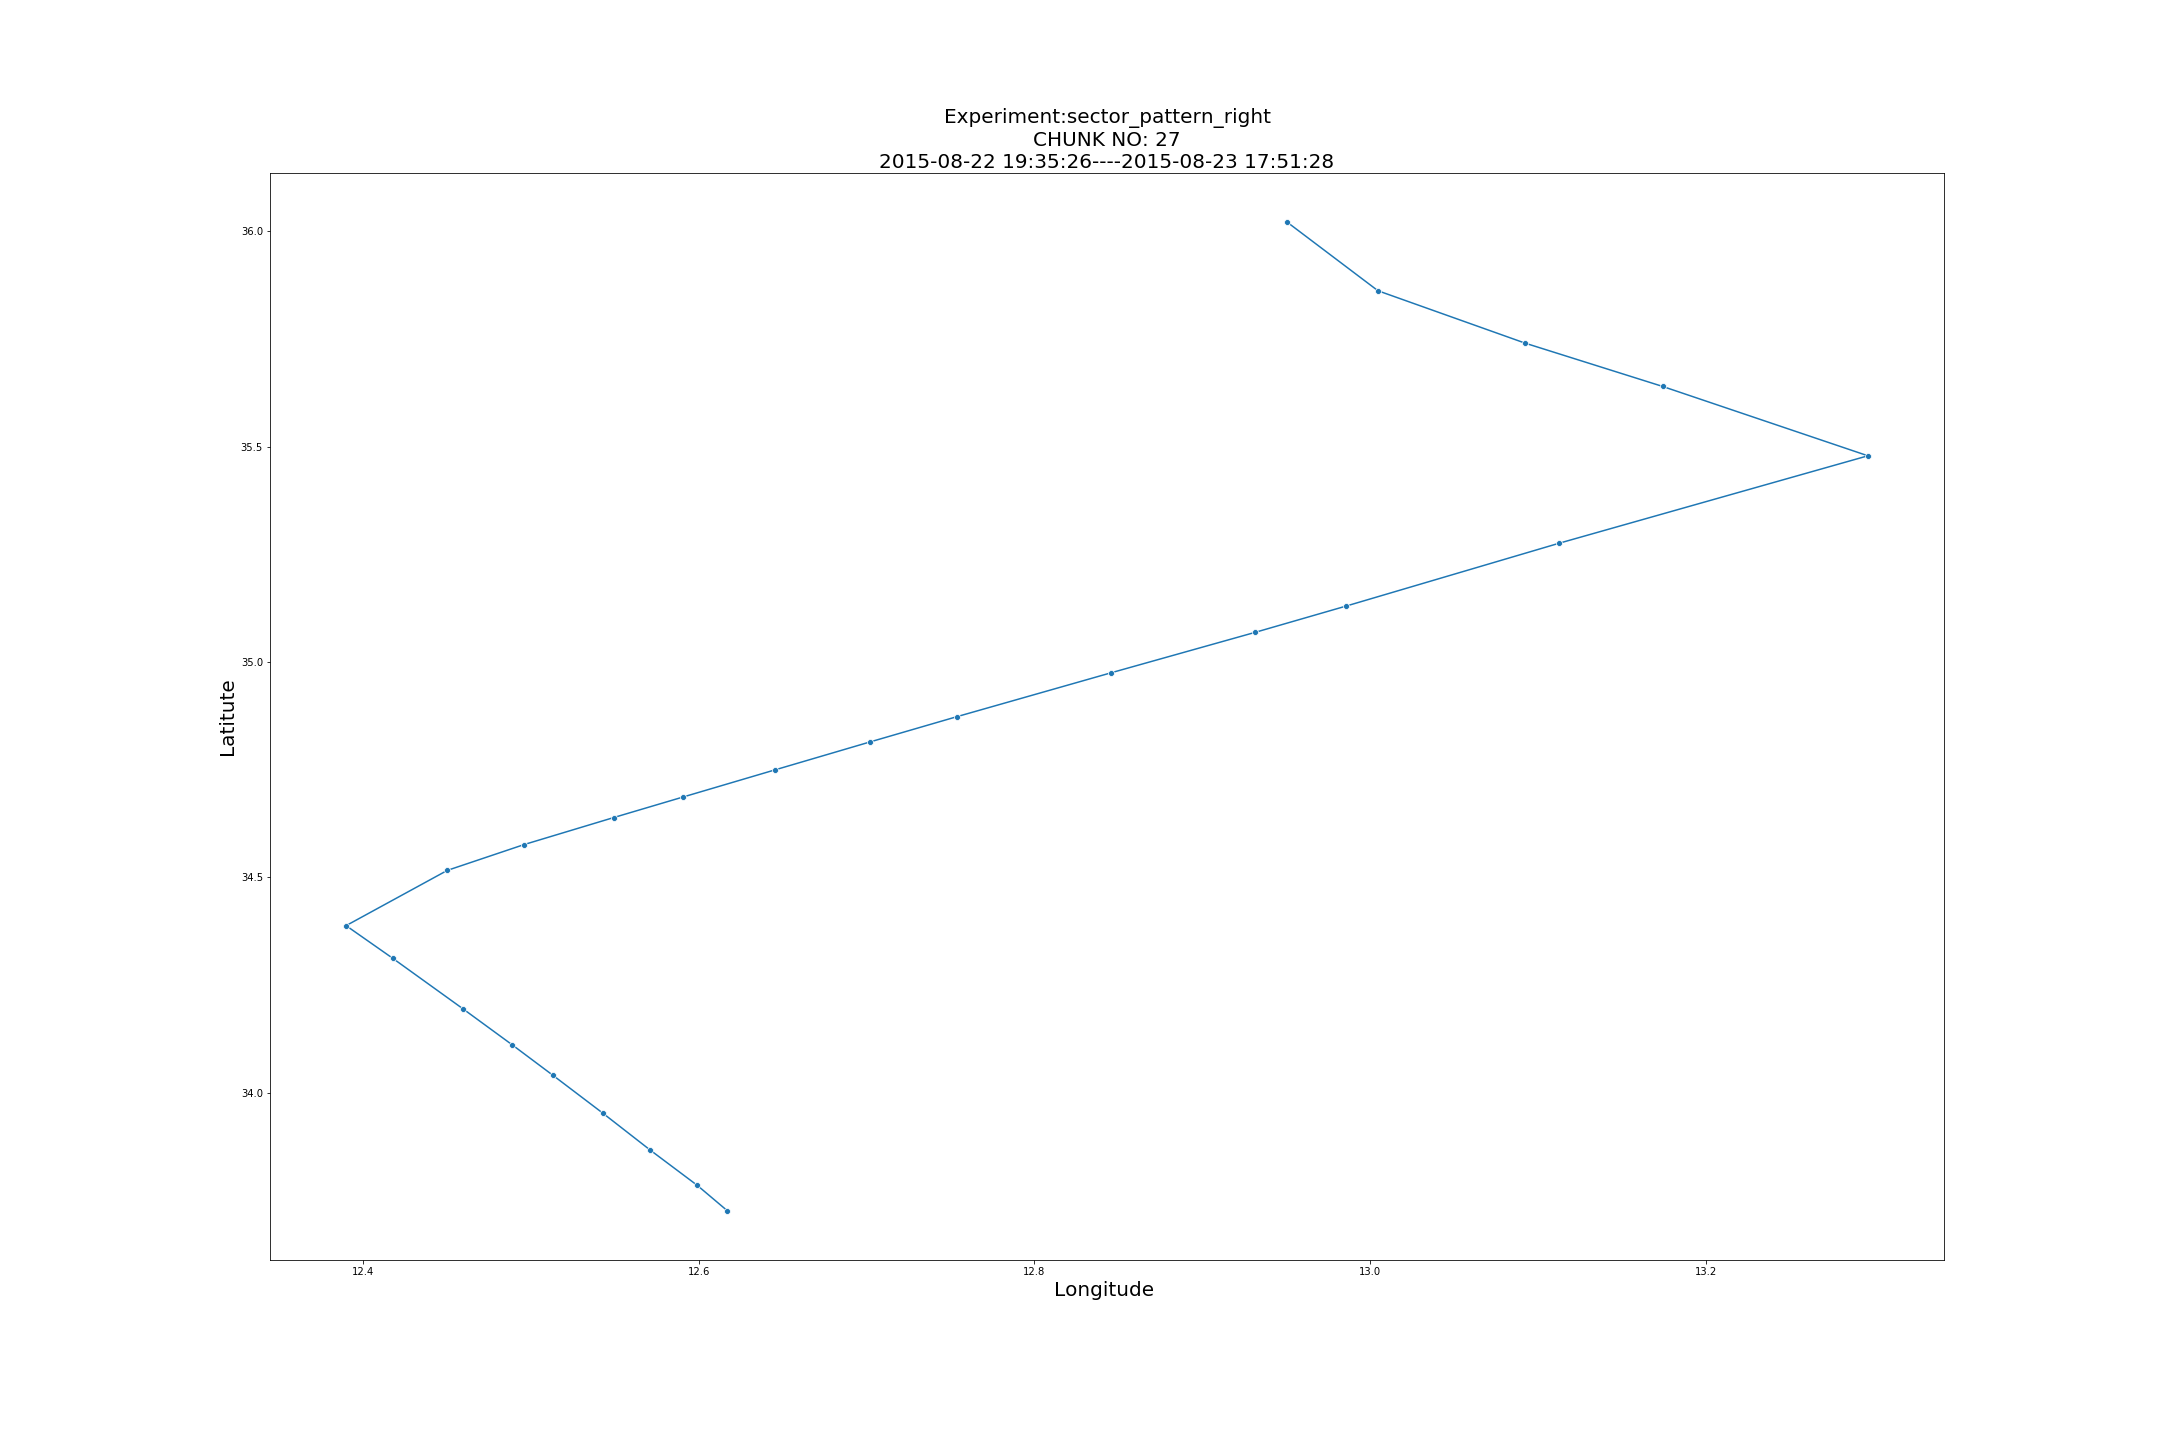 Experiment:sector_pattern_right
CHUNK NO: 27
2015-08-22 19:35:26----2015-08-23 17:51:28
36.0
35.5
35.0
34.5
34.0
Latitute
12.4
12.6
12.8
13.0
13.2
Longitude